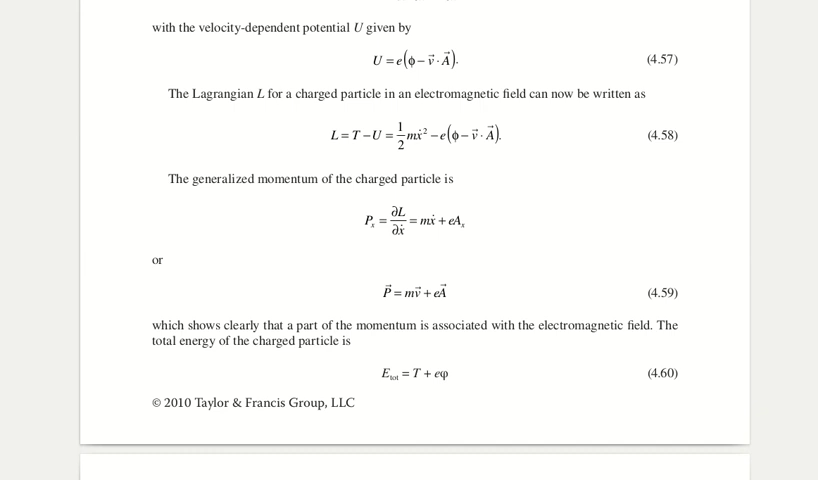 with the velocity-dependent potential U given by
U = e(ϕ − v⃗ · A⃗). (4.57)
The Lagrangian L for a charged particle in an electromagnetic field can now be written as
L = T − U = 1/2 mẋ² − e(ϕ − v⃗ · A⃗). (4.58)
The generalized momentum of the charged particle is
Pₓ = ∂L/∂ẋ = mẋ + eAₓ
or
P⃗ = mv⃗ + eA⃗ (4.59)
which shows clearly that a part of the momentum is associated with the electromagnetic field. The
total energy of the charged particle is
E_tot = T + eφ (4.60)
© 2010 Taylor & Francis Group, LLC